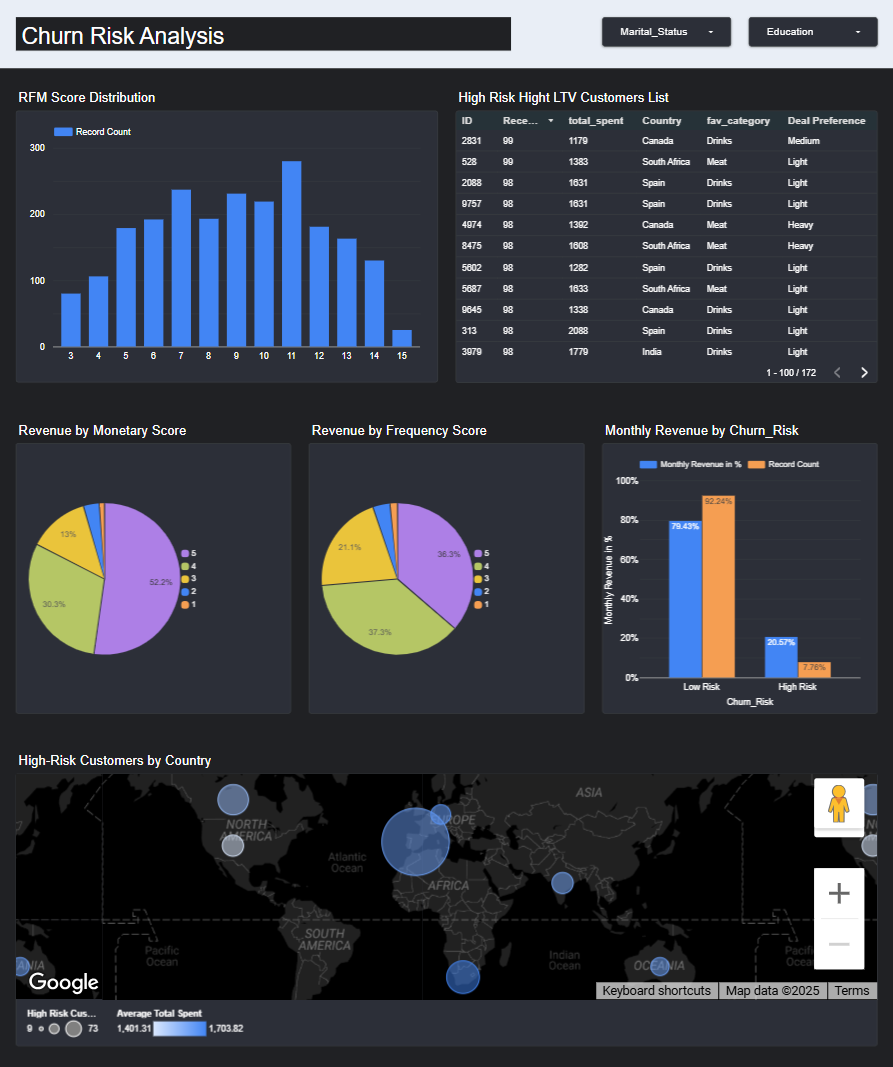 Churn Risk Analysis
Marital_Status
Education
RFM Score Distribution
Record Count
300
200
100
0
3 4 5 6 7 8 9 10 11 12 13 14 15
High Risk Hight LTV Customers List
ID Rece... total_spent Country fav_category Deal Preference
2831 99 1179 Canada Drinks Medium
528 99 1383 South Africa Meat Light
2088 98 1631 Spain Drinks Light
9757 98 1631 Spain Drinks Light
4974 98 1392 Canada Meat Heavy
8475 98 1608 South Africa Meat Heavy
5602 98 1282 Spain Drinks Light
5687 98 1633 South Africa Meat Light
9645 98 1338 Canada Drinks Light
313 98 2088 Spain Drinks Light
3979 98 1779 India Drinks Light
1 - 100 / 172
Revenue by Monetary Score
13%
52.2%
30.3%
5
4
3
2
1
Revenue by Frequency Score
21.1%
36.3%
37.3%
5
4
3
2
1
Monthly Revenue by Churn_Risk
Monthly Revenue in % Record Count
100%
80%
60%
40%
20%
0%
Monthly Revenue in %
79.43%
92.24%
20.57%
7.76%
Low Risk High Risk
Churn_Risk
High-Risk Customers by Country
NORTH
AMERICA
EUROPE
ASIA
Atlantic
Ocean
AFRICA
SOUTH
AMERICA
Pacific
Ocean
Indian
Ocean
OCEANIA
Pacific
Ocean
ANIA
Google
Keyboard shortcuts
Map data ©2025
Terms
High Risk Cus...
9 73
Average Total Spent
1,401.31 1,703.82